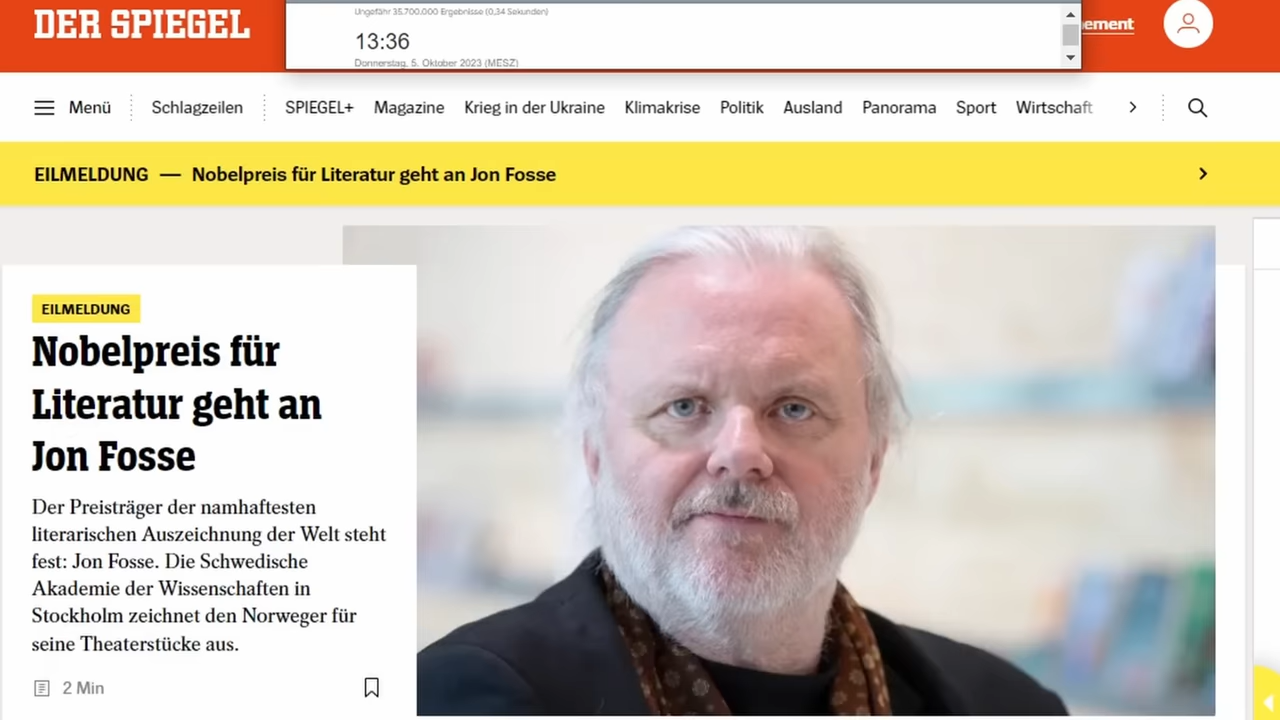 DER SPIEGEL
Ungefähr 35.700.000 Ergebnisse (0,34 Sekunden)
13:36
Donnerstag, 5. Oktober 2023 (MESZ)
Menü Schlagzeilen SPIEGEL+ Magazine Krieg in der Ukraine Klimakrise Politik Ausland Panorama Sport Wirtschaft
EILMELDUNG — Nobelpreis für Literatur geht an Jon Fosse
EILMELDUNG
Nobelpreis für
Literatur geht an
Jon Fosse
Der Preisträger der namhaftesten
literarischen Auszeichnung der Welt steht
fest: Jon Fosse. Die Schwedische
Akademie der Wissenschaften in
Stockholm zeichnet den Norweger für
seine Theaterstücke aus.
2 Min